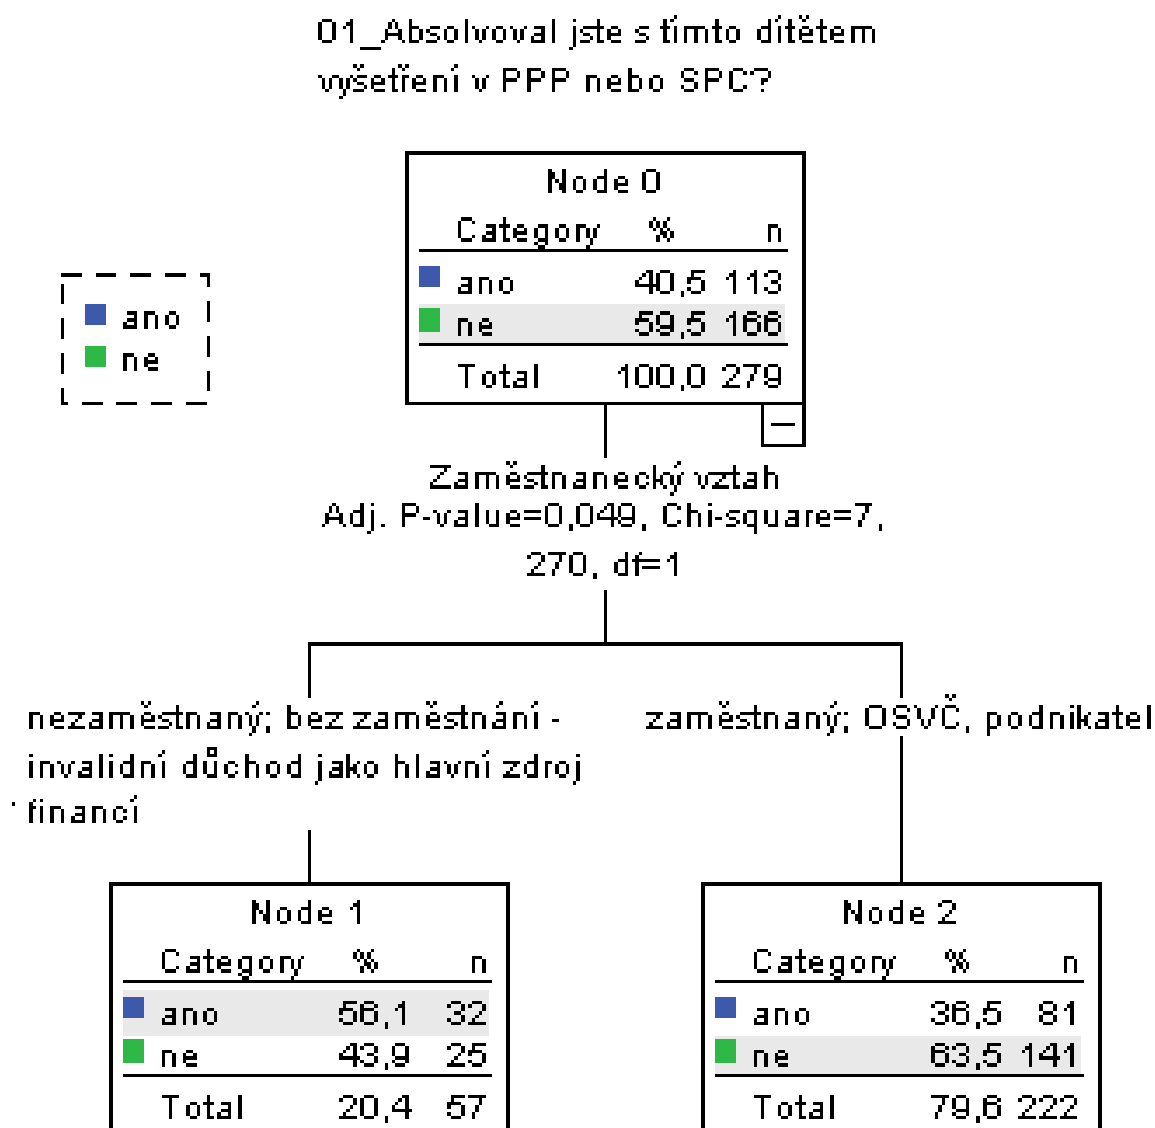 O1_Absolvoval jste s tímto dítětem
vyšetření v PPP nebo SPC?
Node 0
Category % n
ano 40,5 113
ne 59,5 166
Total 100,0 279
ano
ne
Zaměstnanecký vztah
Adj. P-value=0,049, Chi-square=7,
270, df=1
nezaměstnaný; bez zaměstnání -
invalidní důchod jako hlavní zdroj
financí
zaměstnaný; OSVČ, podnikatel
Node 1
Category % n
ano 56,1 32
ne 43,9 25
Total 20,4 57
Node 2
Category % n
ano 36,5 81
ne 63,5 141
Total 79,6 222